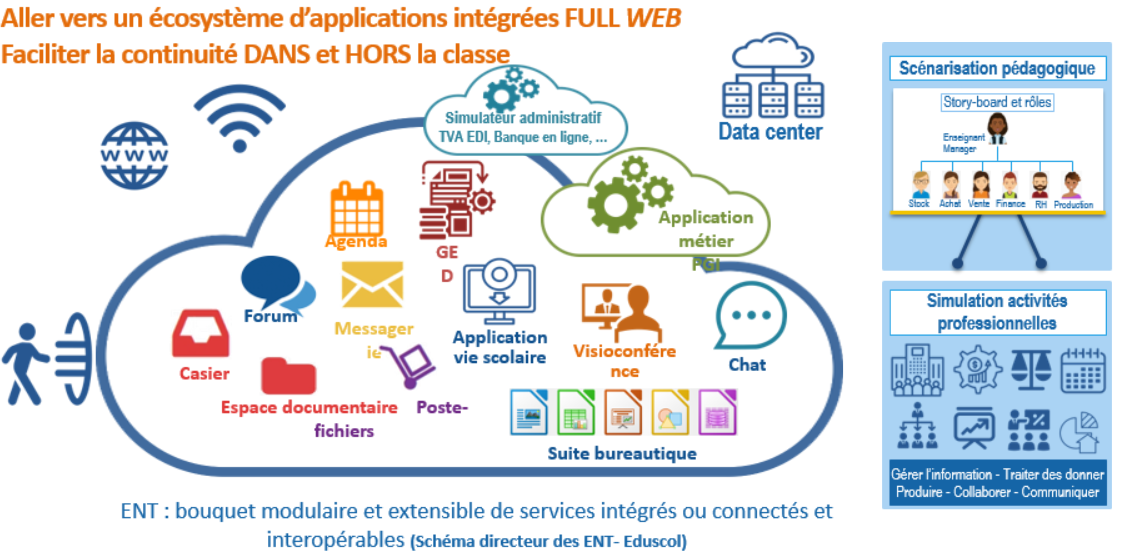 Aller vers un écosystème d'applications intégrées FULL WEB
Faciliter la continuité DANS et HORS la classe
WWW
Simulateur administratif
TVA EDI, Banque en ligne, ...
Data center
Application
métier
PGI
Agenda
GE
D
Forum
Messager
ie
Application
vie scolaire
Visioconfére
nce
Chat
Casier
Espace documentaire
fichiers
Poste-
Suite bureautique
ENT : bouquet modulaire et extensible de services intégrés ou connectés et
interopérables (Schéma directeur des ENT- Eduscol)
Scénarisation pédagogique
Story-board et rôles
Enseignant
Manager
Stock Achat Vente Finance RH Production
Simulation activités
professionnelles
Gérer l'information - Traiter des donner
Produire - Collaborer - Communiquer